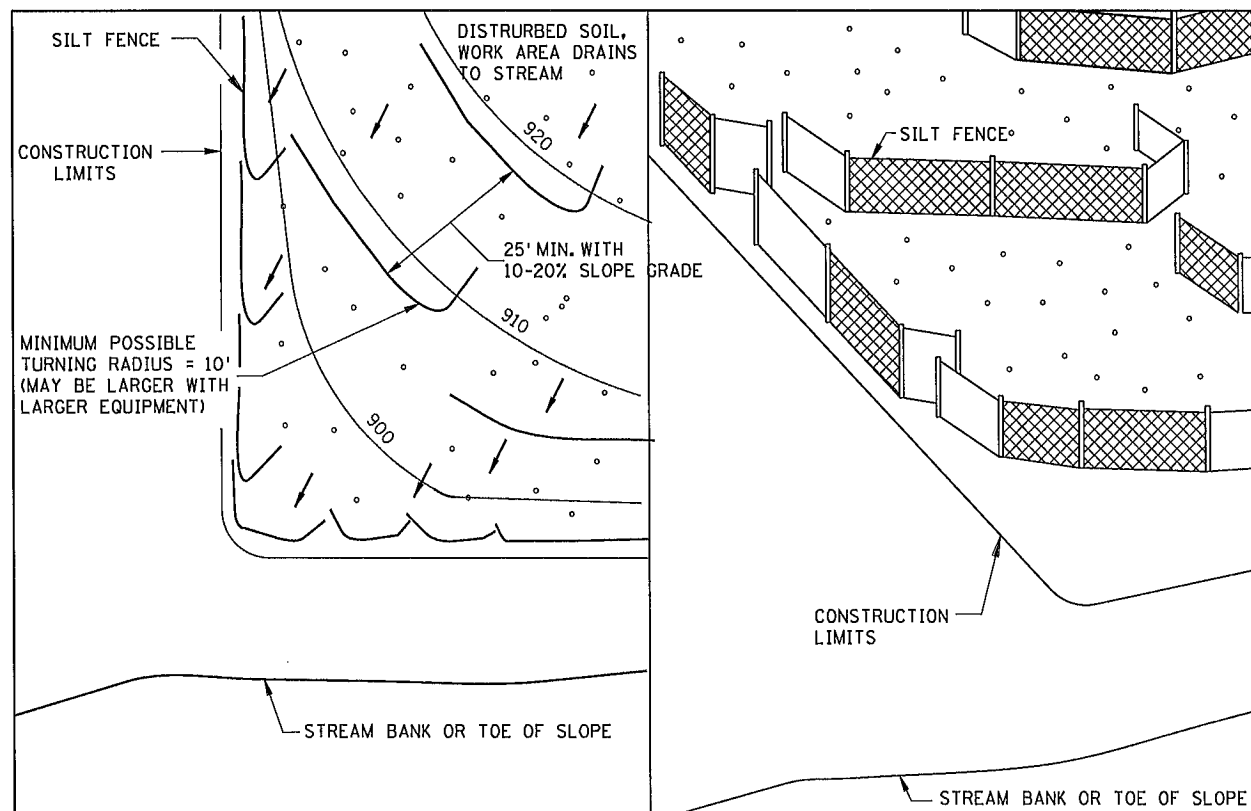 SILT FENCE
DISTRURBED SOIL,
WORK AREA DRAINS
TO STREAM
CONSTRUCTION
LIMITS
920
25' MIN. WITH
10-20% SLOPE GRADE
910
MINIMUM POSSIBLE
TURNING RADIUS = 10'
(MAY BE LARGER WITH
LARGER EQUIPMENT)
900
STREAM BANK OR TOE OF SLOPE
SILT FENCE
CONSTRUCTION
LIMITS
STREAM BANK OR TOE OF SLOPE